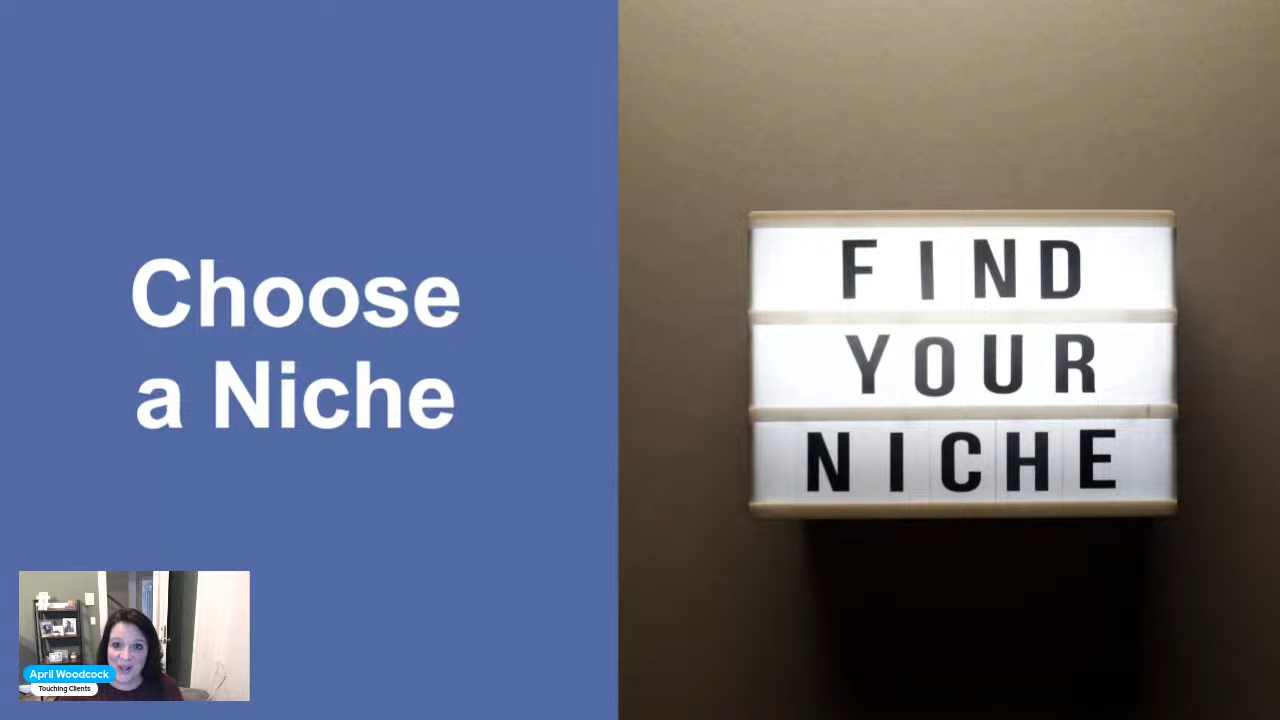 Choose
a Niche
FIND
YOUR
NICHE
April Woodcock
Touching Clients